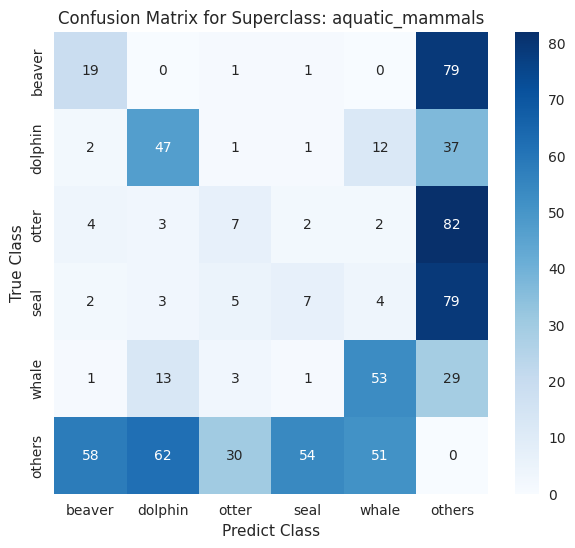 Confusion Matrix for Superclass: aquatic_mammals
True Class
beaver 19 0 1 1 0 79
dolphin 2 47 1 1 12 37
otter 4 3 7 2 2 82
seal 2 3 5 7 4 79
whale 1 13 3 1 53 29
others 58 62 30 54 51 0
beaver dolphin otter seal whale others
Predict Class
80
70
60
50
40
30
20
10
0